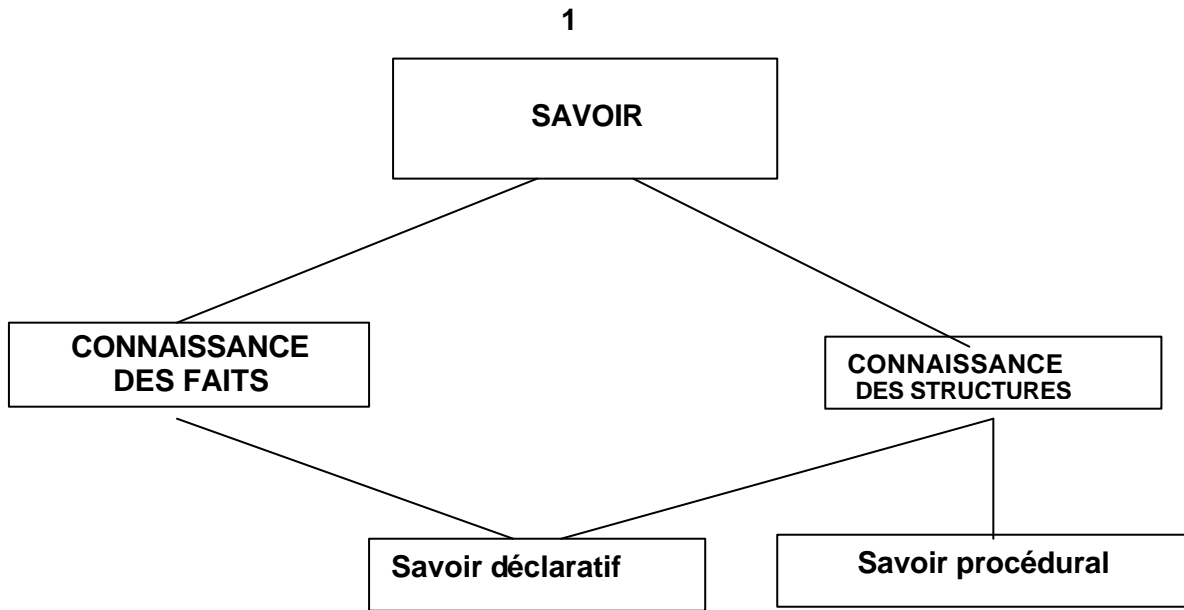 1
SAVOIR
CONNAISSANCE
DES FAITS
CONNAISSANCE
DES STRUCTURES
Savoir déclaratif
Savoir procédural